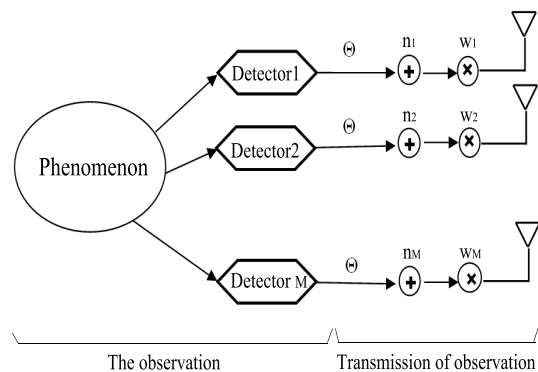 Θ n1 w1
Detector1
Θ n2 w2
Detector2
Phenomenon
Θ nM wM
Detector M
The observation
Transmission of observation